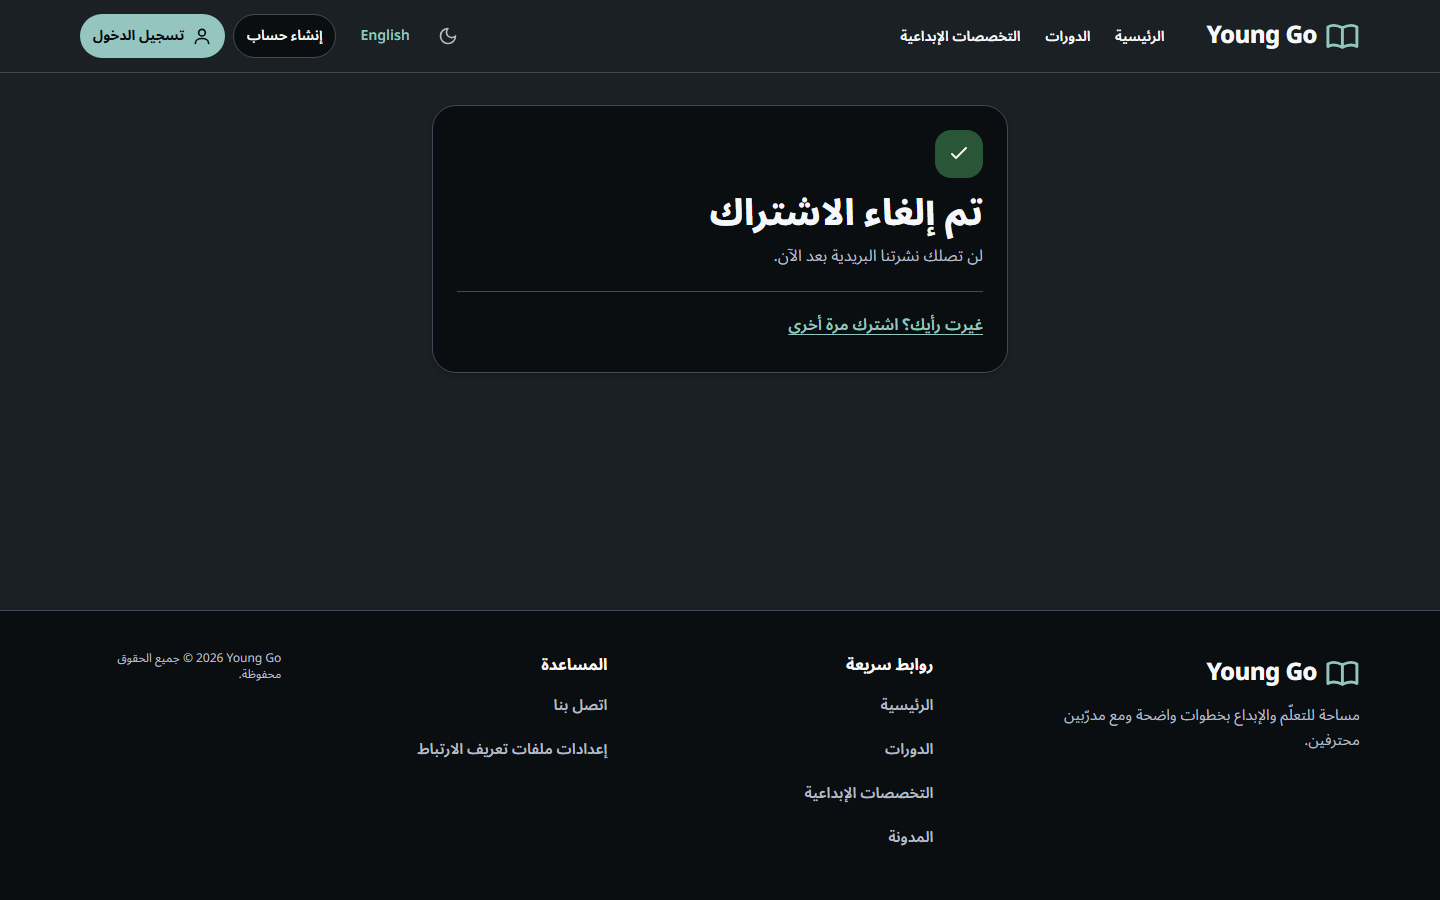 Young Go
الرئيسية
الدورات
التخصصات الإبداعية
English
إنشاء حساب
تسجيل الدخول
تم إلغاء الاشتراك
لن تصلك نشرتنا البريدية بعد الآن.
غيرت رأيك؟ اشترك مرة أخرى
Young Go
مساحة للتعلّم والإبداع بخطوات واضحة ومع مدرّبين
محترفين.
روابط سريعة
الرئيسية
الدورات
التخصصات الإبداعية
المدونة
المساعدة
اتصل بنا
إعدادات ملفات تعريف الارتباط
Young Go 2026 © جميع الحقوق
محفوظة.